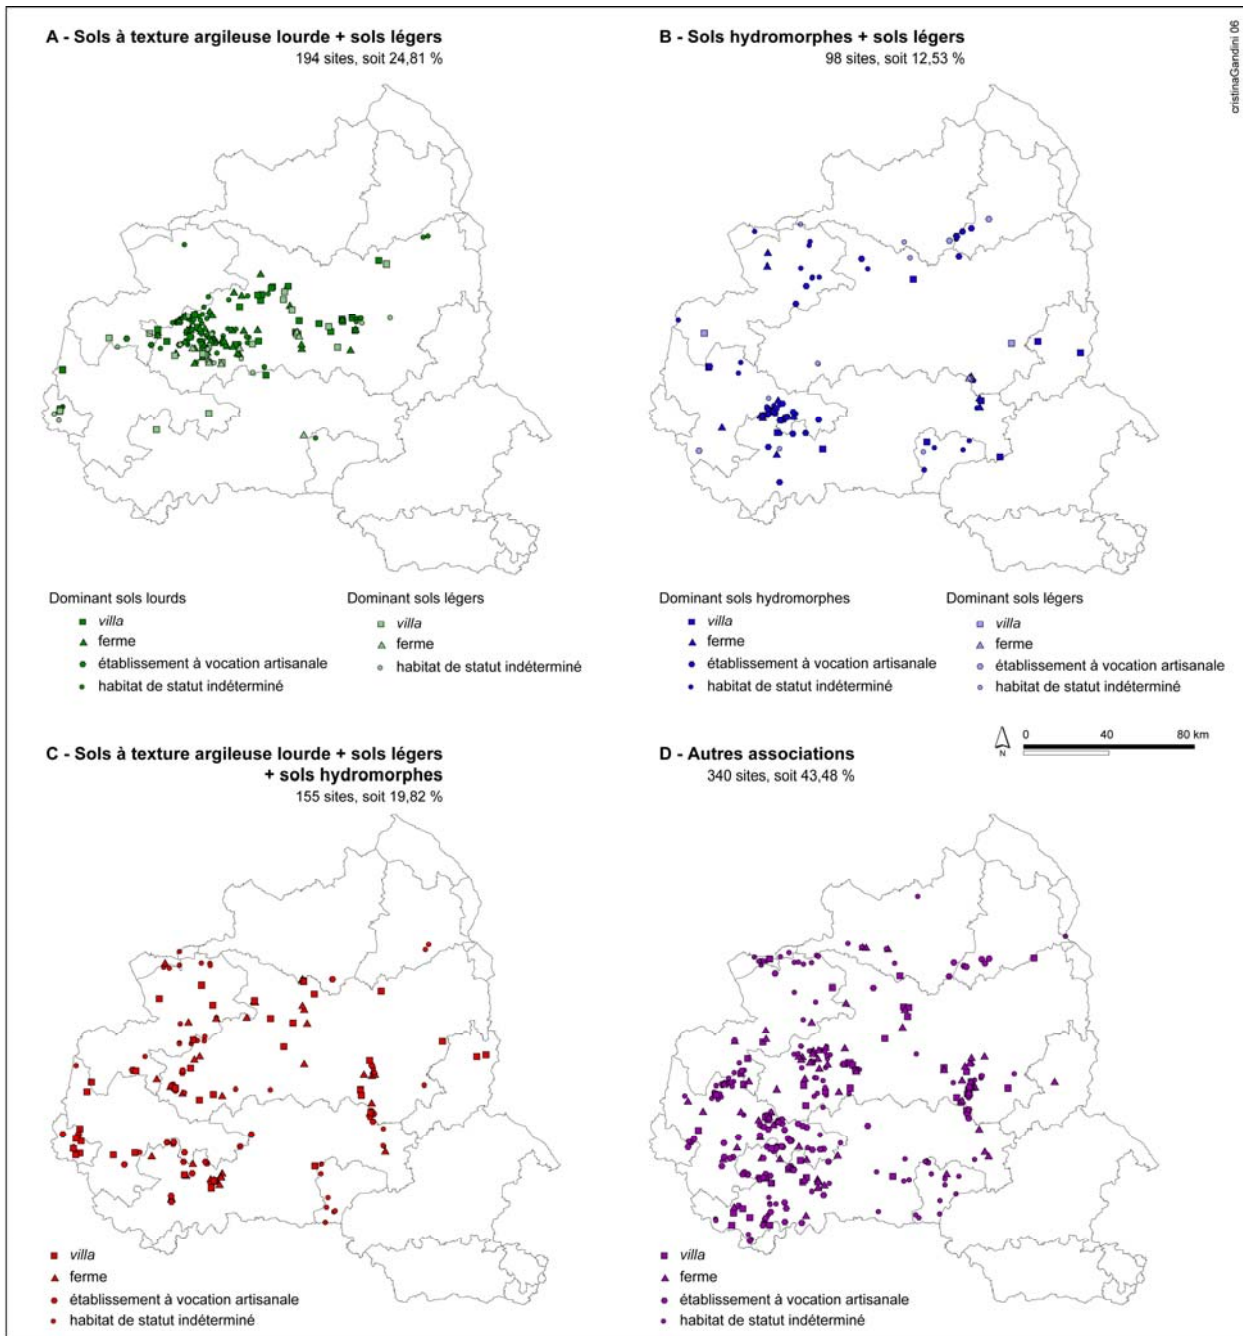 A - Sols à texture argileuse lourde + sols légers
194 sites, soit 24,81 %
B - Sols hydromorphes + sols légers
98 sites, soit 12,53 %
cristinaGandini 06
Dominant sols lourds
villa
ferme
établissement à vocation artisanale
habitat de statut indéterminé
Dominant sols légers
villa
ferme
habitat de statut indéterminé
Dominant sols hydromorphes
villa
ferme
établissement à vocation artisanale
habitat de statut indéterminé
Dominant sols légers
villa
ferme
établissement à vocation artisanale
habitat de statut indéterminé
C - Sols à texture argileuse lourde + sols légers
+ sols hydromorphes
155 sites, soit 19,82 %
D - Autres associations
340 sites, soit 43,48 %
N
0 40 80 km
villa
ferme
établissement à vocation artisanale
habitat de statut indéterminé
villa
ferme
établissement à vocation artisanale
habitat de statut indéterminé